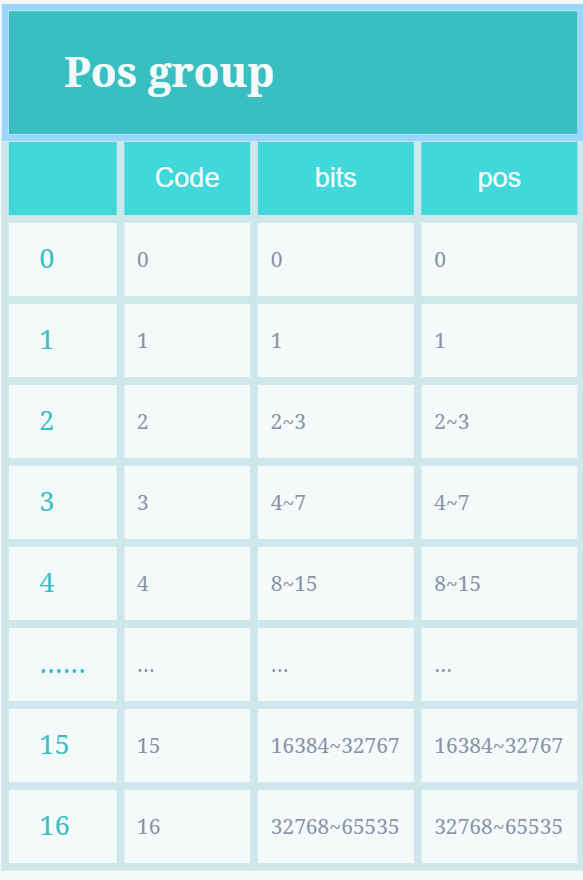 Pos group
Code bits pos
0 0 0 0
1 1 1 1
2 2 2~3 2~3
3 3 4~7 4~7
4 4 8~15 8~15
...... ... ... ...
15 15 16384~32767 16384~32767
16 16 32768~65535 32768~65535